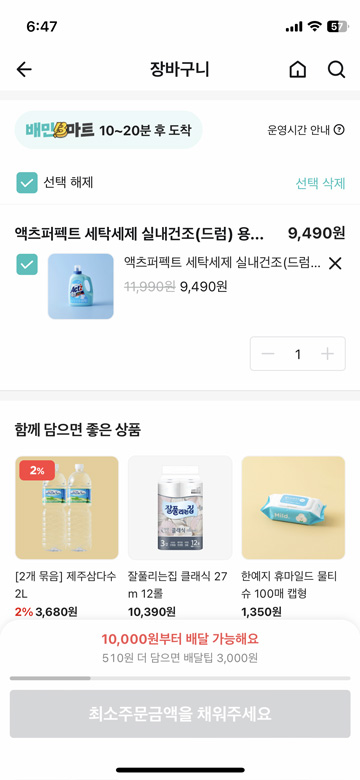 6:47
57
장바구니
배민B마트 10~20분 후 도착
운영시간 안내
선택 해제
선택 삭제
액츠퍼펙트 세탁세제 실내건조(드럼) 용...
9,490원
액츠퍼펙트 세탁세제 실내건조(드럼...
11,990원 9,490원
1
함께 담으면 좋은 상품
2%
잘풀리는집
클래식
[2개 묶음] 제주삼다수
2L
2% 3,680원
잘풀리는집 클래식 27
m 12롤
10,390원
한예지 휴마일드 물티
슈 100매 캡형
1,350원
10,000원부터 배달 가능해요
510원 더 담으면 배달팁 3,000원
최소주문금액을 채워주세요